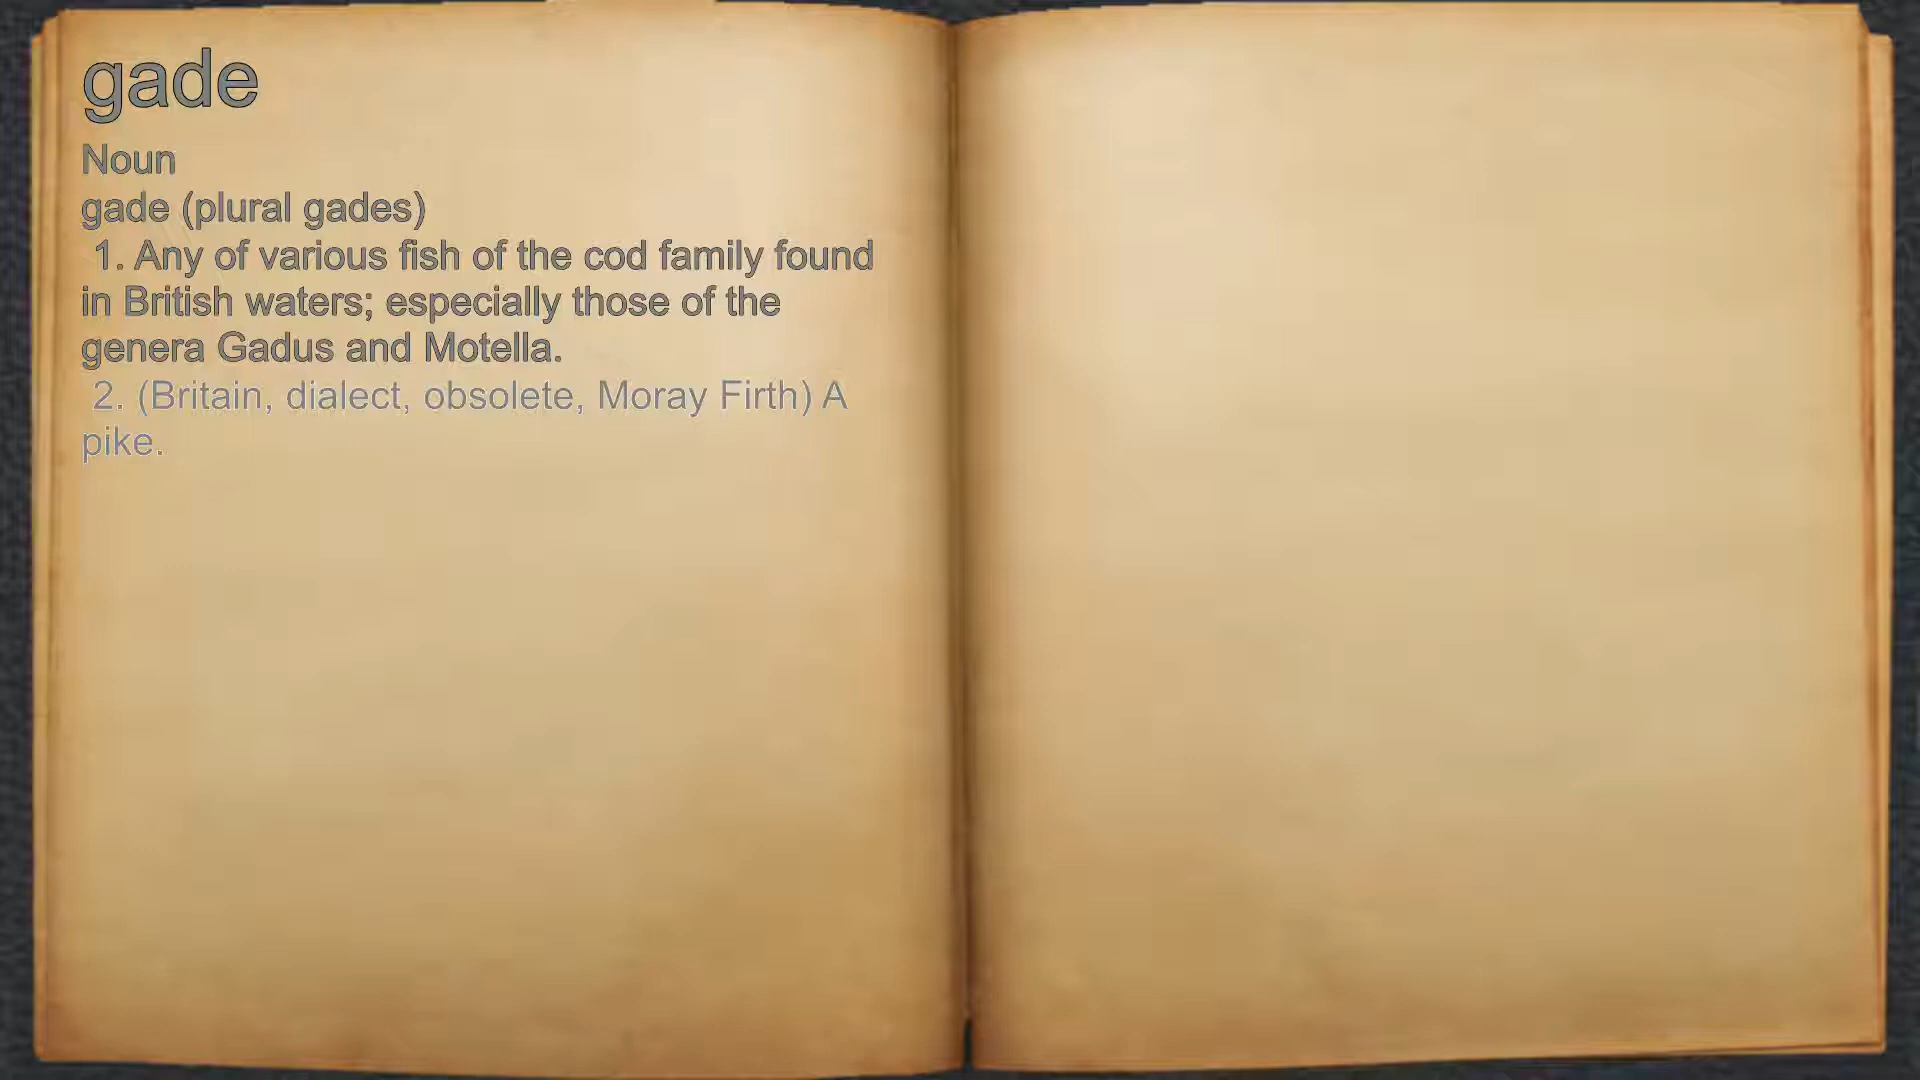 gade
Noun
gade (plural gades)
1. Any of various fish of the cod family found
in British waters; especially those of the
genera Gadus and Motella.
2. (Britain, dialect, obsolete, Moray Firth) A
pike.